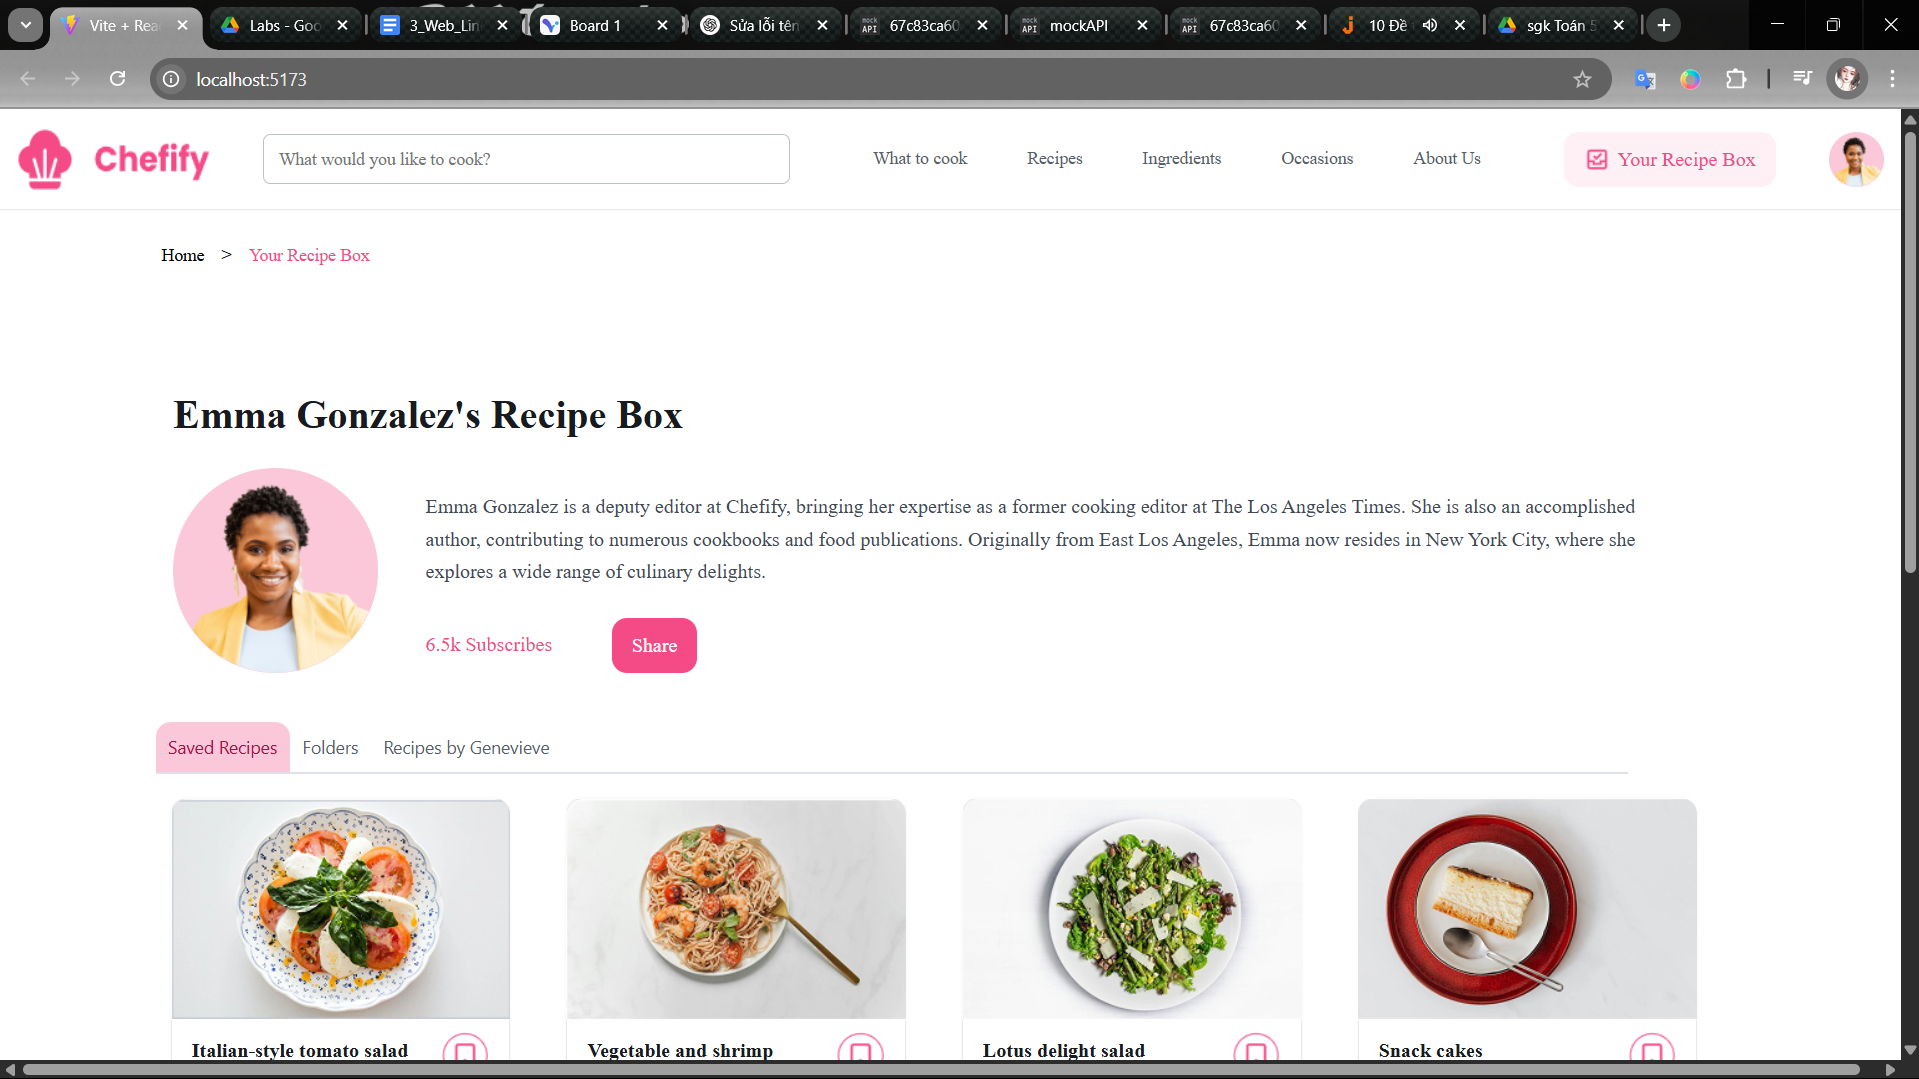 Vite + Rea
Labs - Goo
3_Web_Lin
Board 1
Sửa lỗi tên
mock API 67c83ca60
mock API mockAPI
mock API 67c83ca60
10 Đề
sgk Toán 5
localhost:5173
Chefify
What would you like to cook?
What to cook
Recipes
Ingredients
Occasions
About Us
Your Recipe Box
Home > Your Recipe Box
Emma Gonzalez's Recipe Box
Emma Gonzalez is a deputy editor at Chefify, bringing her expertise as a former cooking editor at The Los Angeles Times. She is also an accomplished
author, contributing to numerous cookbooks and food publications. Originally from East Los Angeles, Emma now resides in New York City, where she
explores a wide range of culinary delights.
6.5k Subscribes
Share
Saved Recipes
Folders
Recipes by Genevieve
Italian-style tomato salad
Vegetable and shrimp
Lotus delight salad
Snack cakes